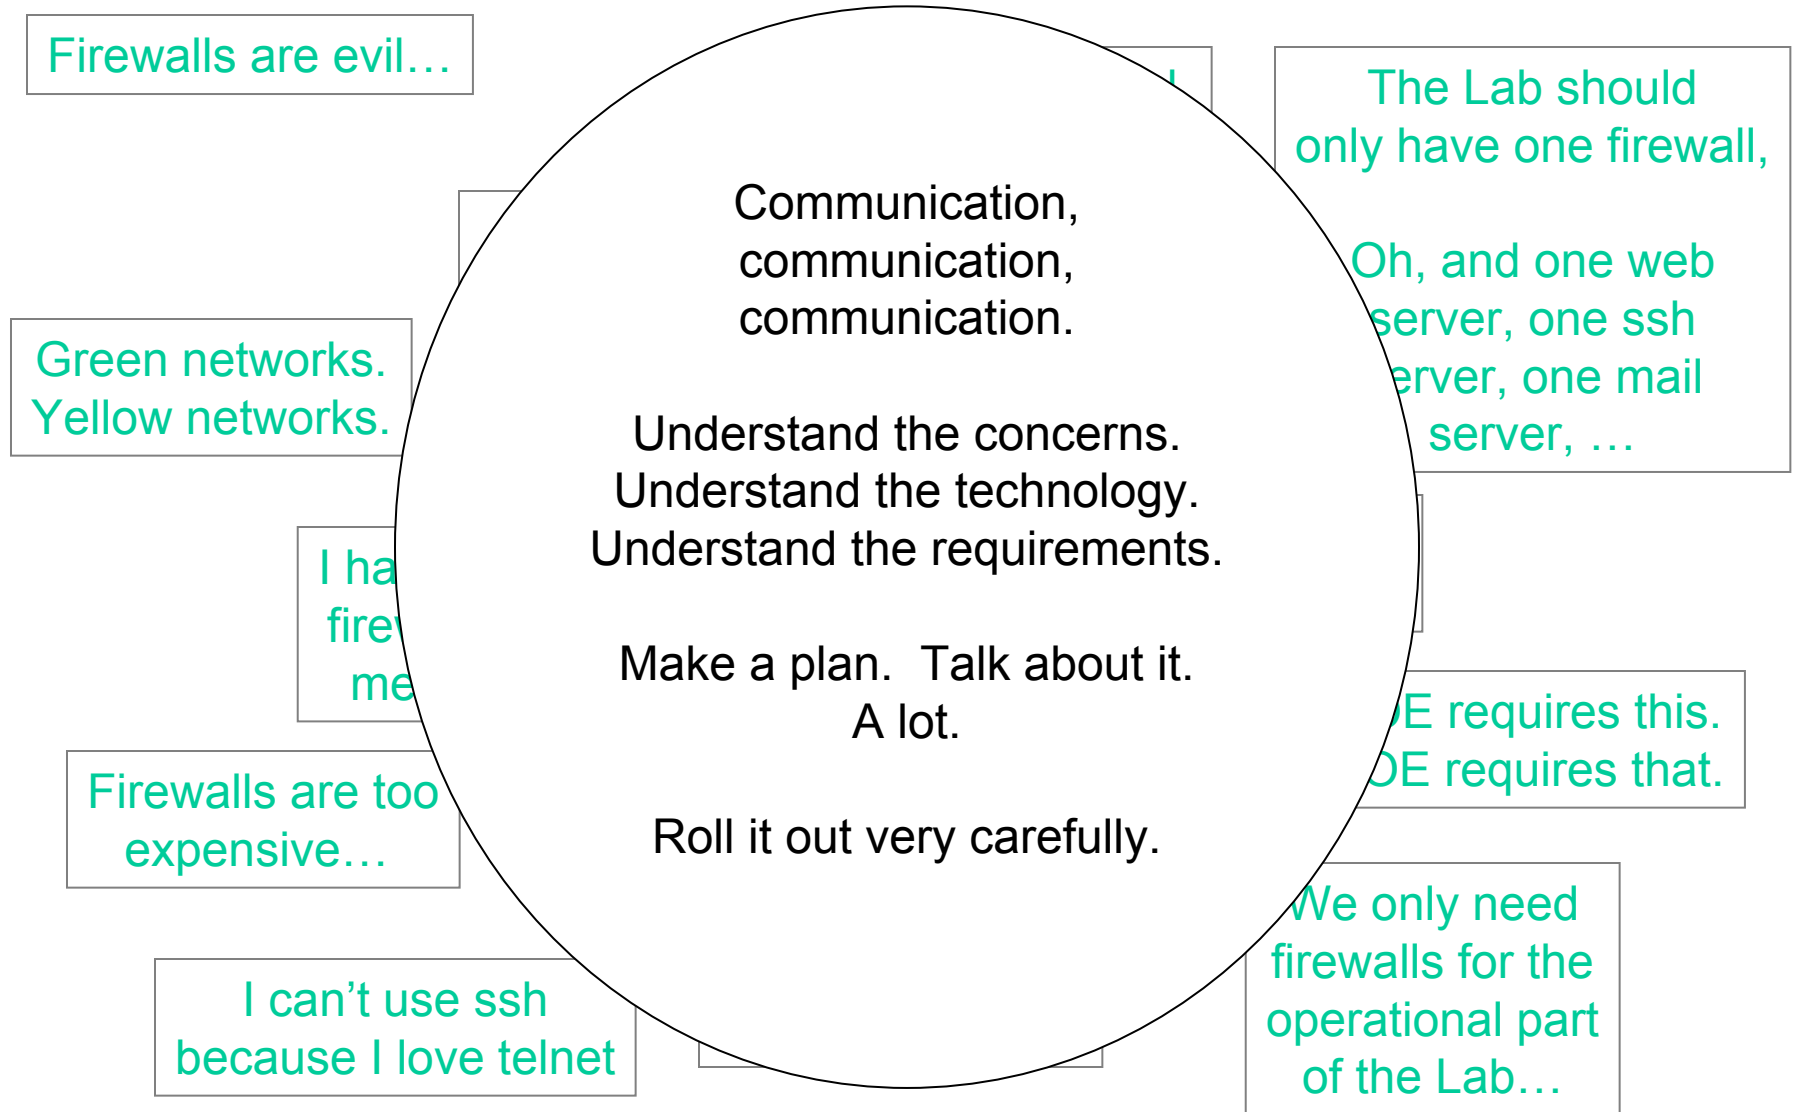 Firewalls are evil…
The Lab should
only have one firewall,
Oh, and one web
server, one ssh
server, one mail
server, …
Communication,
communication,
communication.
Understand the concerns.
Understand the technology.
Understand the requirements.
Make a plan.  Talk about it.
A lot.
Roll it out very carefully.
Green networks.
Yellow networks.
I ha
me
Firewalls are too
expensive…
requires this.
requires that.
I can’t use ssh
because I love telnet
We only need
firewalls for the
operational part
of the Lab…